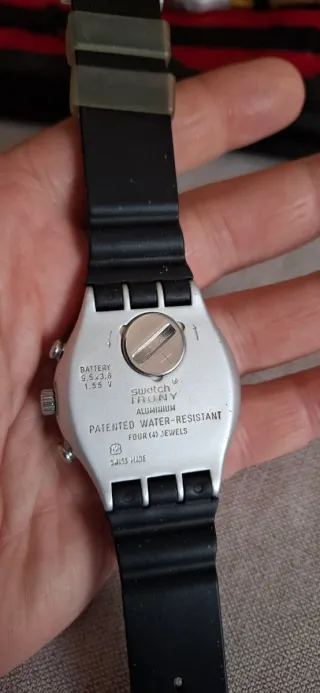 BATTERY
9,5x3,6
1.55 V
+
swatch
IRONY
ALUMINIUM
PATENTED WATER-RESISTANT
FOUR (4) JEWELS
SWISS MADE